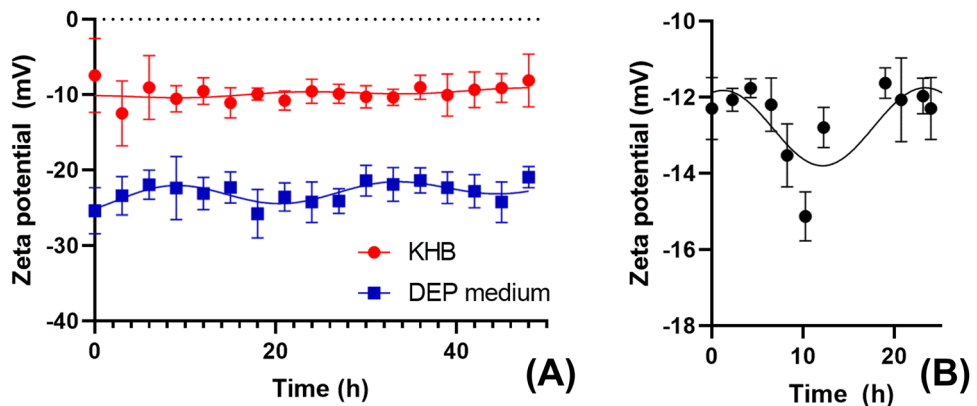 Zeta potential (mV)
0
-10
-20
-30
-40
KHB
DEP medium
0
20
40
Time (h)
(A)
Zeta potential (mV)
-10
-12
-14
-16
-18
0
10
20
Time (h)
(B)